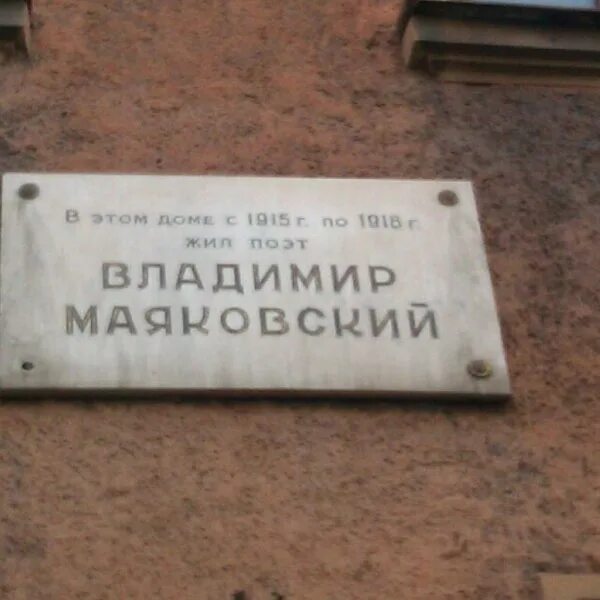 В этом доме с 1915 г. по 1918 г.
жил поэт
ВЛАДИМИР
МАЯКОВСКИЙ